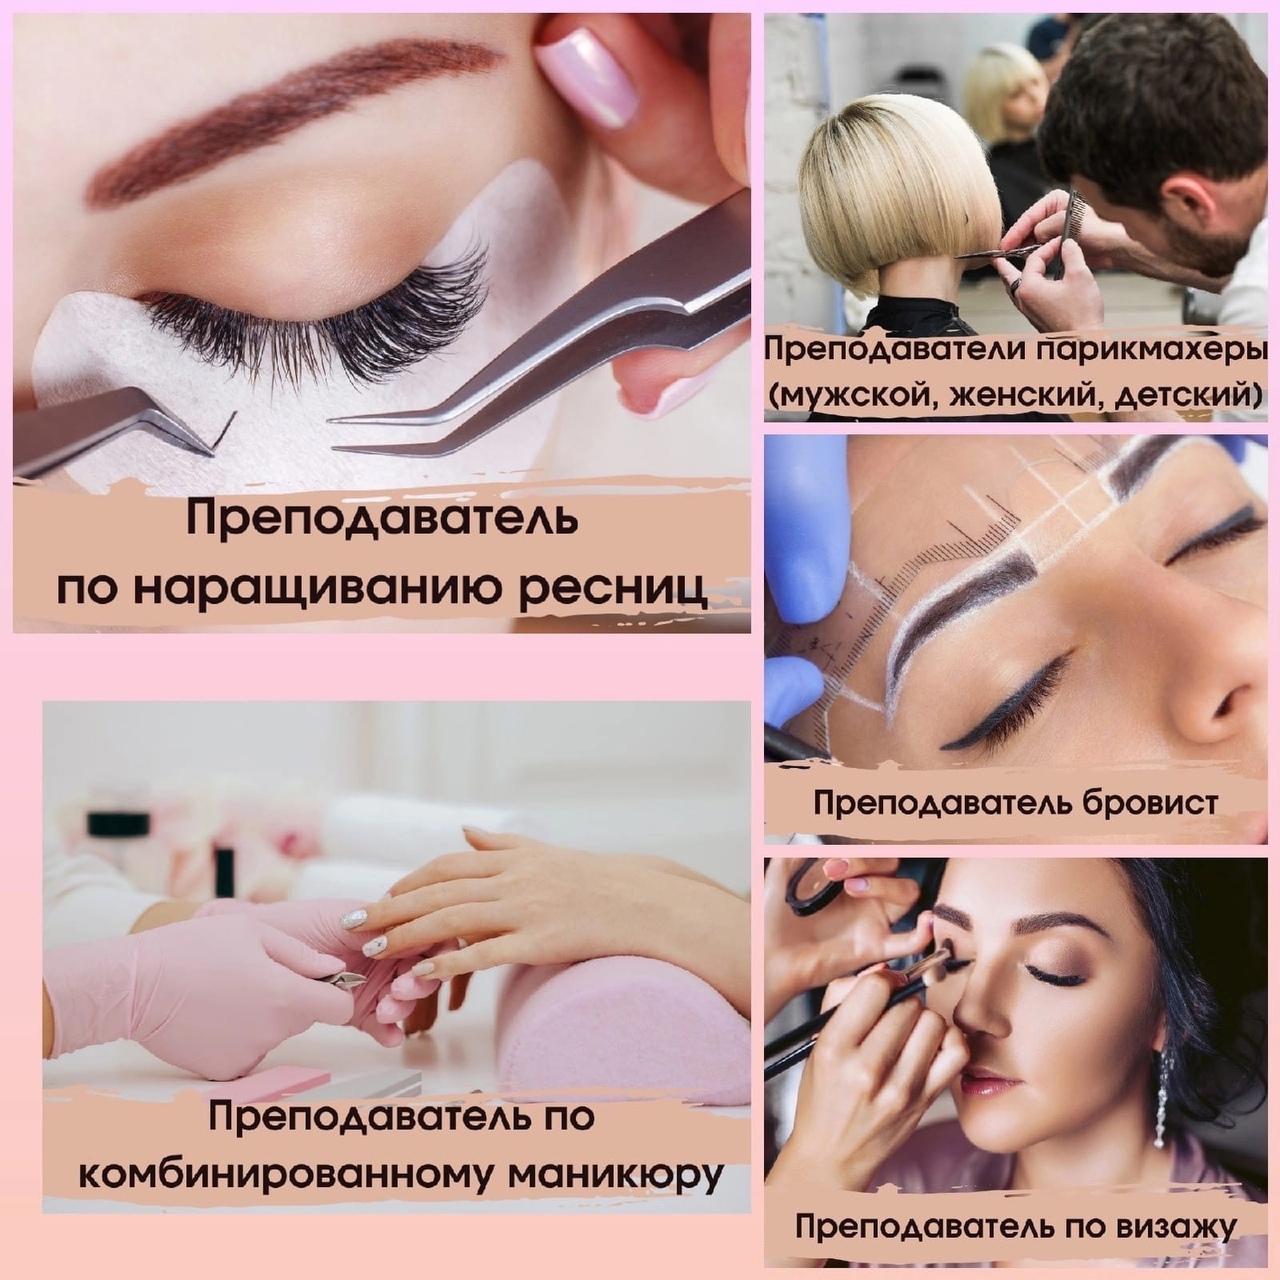 Преподаватель
по наращиванию ресниц
Преподаватели парикмахеры
(мужской, женский, детский)
Преподаватель бровист
Преподаватель по
комбинированному маникюру
Преподаватель по визажу